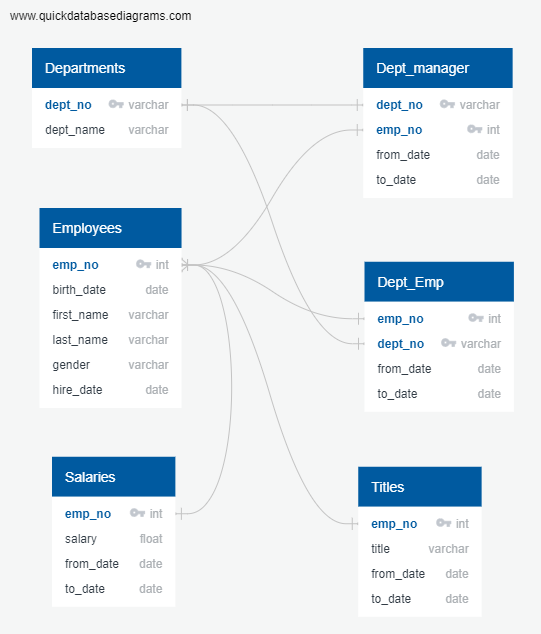 www.quickdatabasediagrams.com
Departments
dept_no varchar
dept_name varchar
Dept_manager
dept_no varchar
emp_no int
from_date date
to_date date
Employees
emp_no int
birth_date date
first_name varchar
last_name varchar
gender varchar
hire_date date
Dept_Emp
emp_no int
dept_no varchar
from_date date
to_date date
Salaries
emp_no int
salary float
from_date date
to_date date
Titles
emp_no int
title varchar
from_date date
to_date date